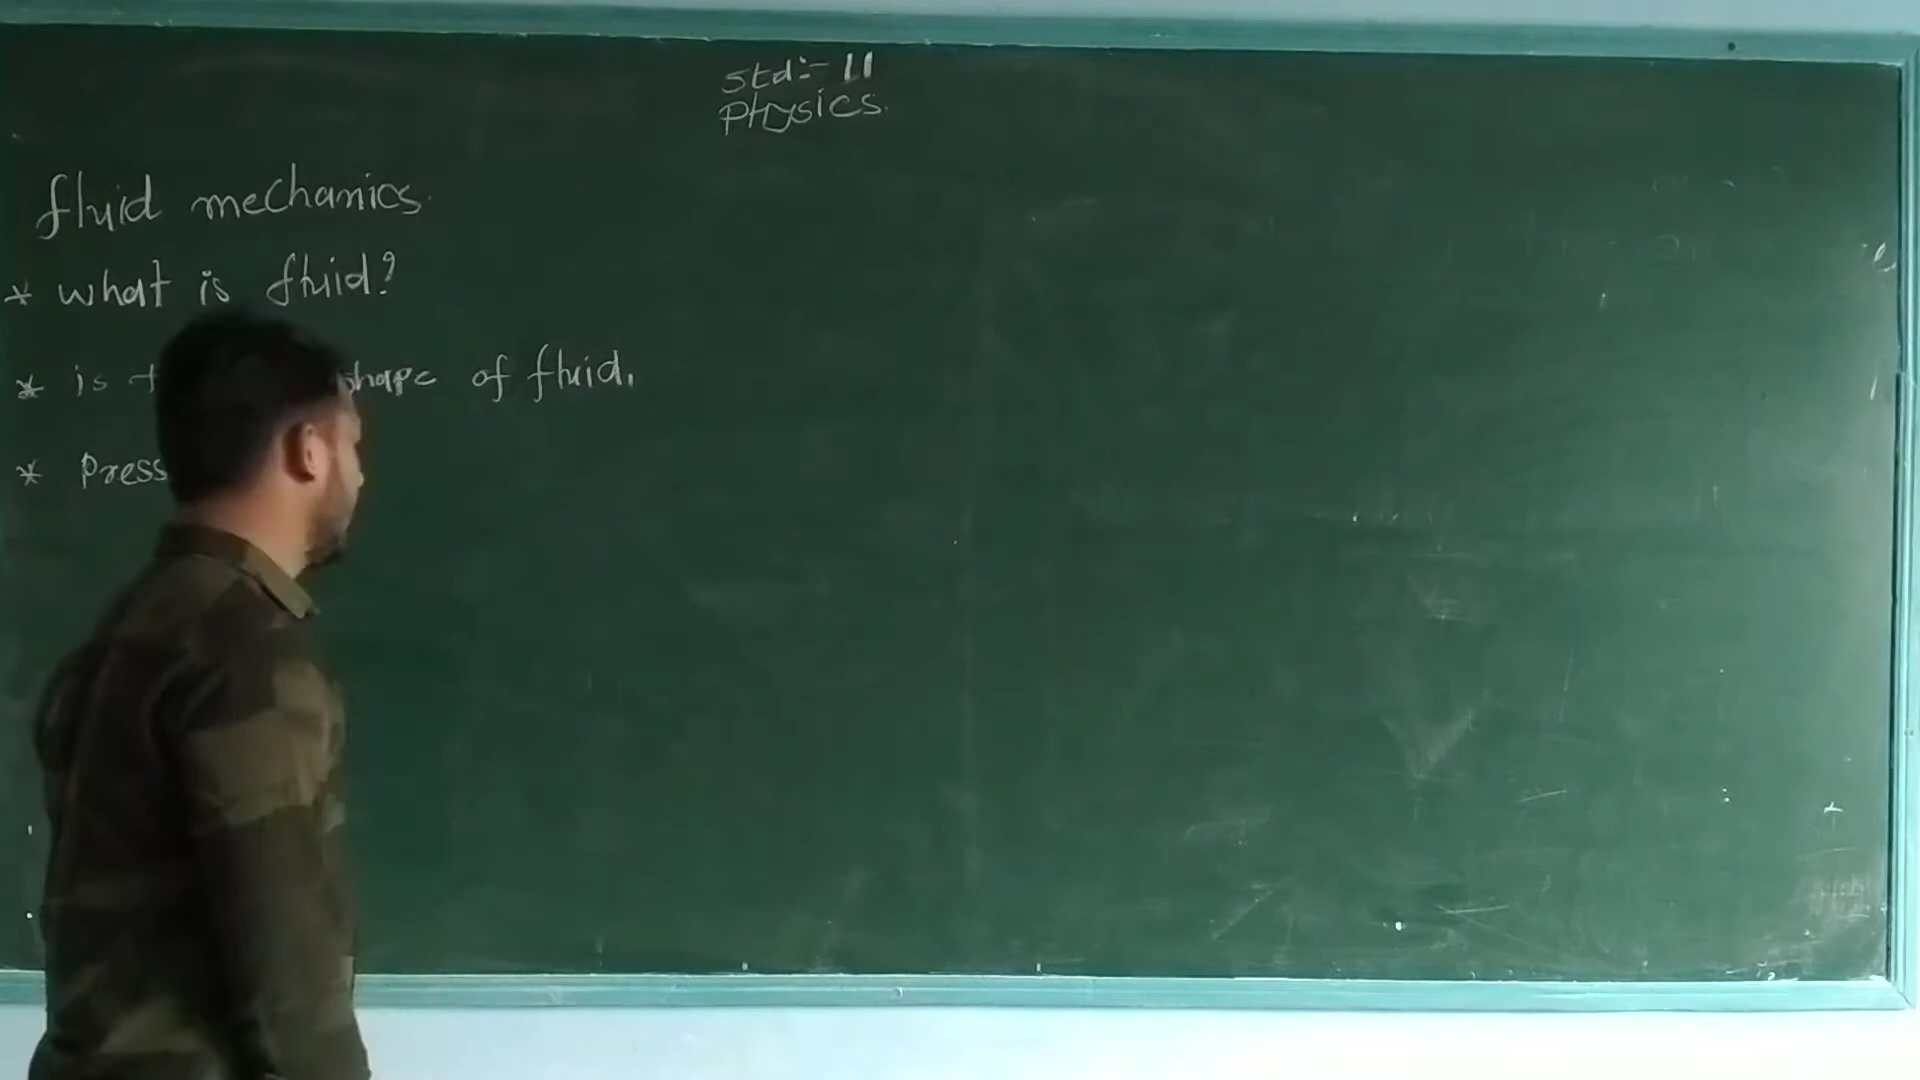 std:- 11
Physics.
fluid mechanics.
* what is fluid?
* is shape of fluid.
* Press